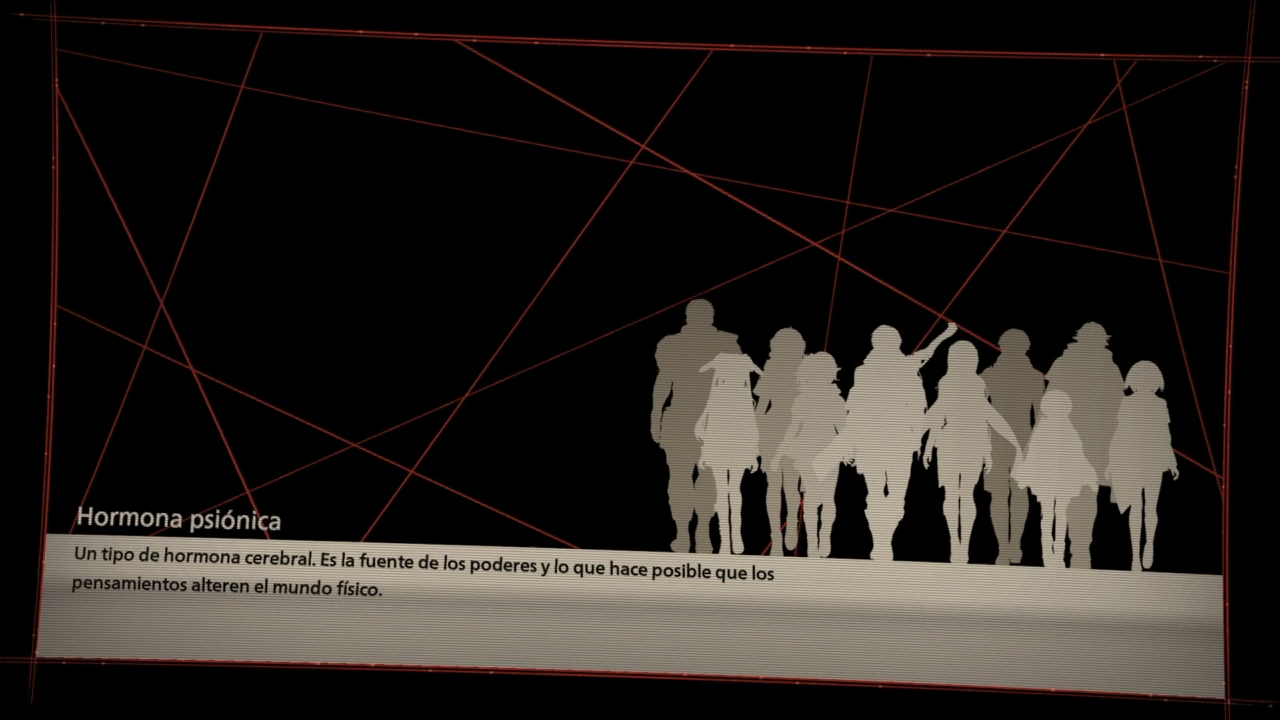 Hormona psiónica
Un tipo de hormona cerebral. Es la fuente de los poderes y lo que hace posible que los
pensamientos alteren el mundo físico.